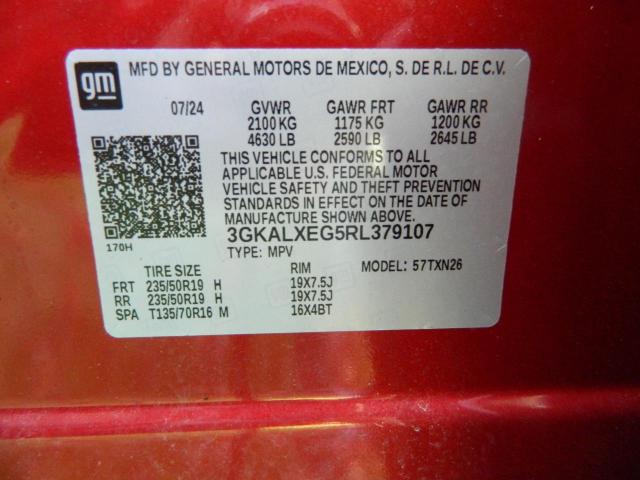 gm
MFD BY GENERAL MOTORS DE MEXICO, S. DE R.L. DE C.V.
07/24 GVWR GAWR FRT GAWR RR
2100 KG 1175 KG 1200 KG
4630 LB 2590 LB 2645 LB
THIS VEHICLE CONFORMS TO ALL
APPLICABLE U.S. FEDERAL MOTOR
VEHICLE SAFETY AND THEFT PREVENTION
STANDARDS IN EFFECT ON THE DATE OF
MANUFACTURE SHOWN ABOVE.
3GKALXEG5RL379107
170H
TYPE: MPV
TIRE SIZE RIM MODEL: 57TXN26
FRT 235/50R19 H 19X7.5J
RR 235/50R19 H 19X7.5J
SPA T135/70R16 M 16X4BT